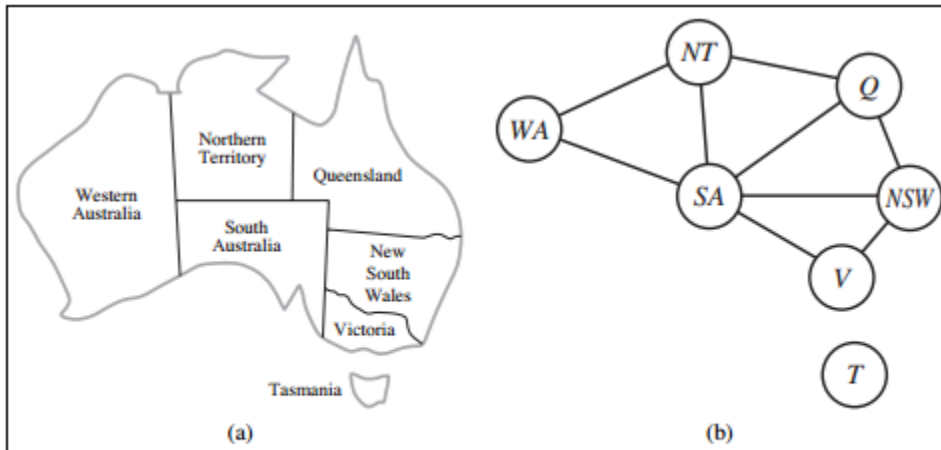 Northern
Territory
Western
Australia
Queensland
South
Australia
New
South
Wales
Victoria
Tasmania
(a)
NT
Q
WA
SA
NSW
V
T
(b)